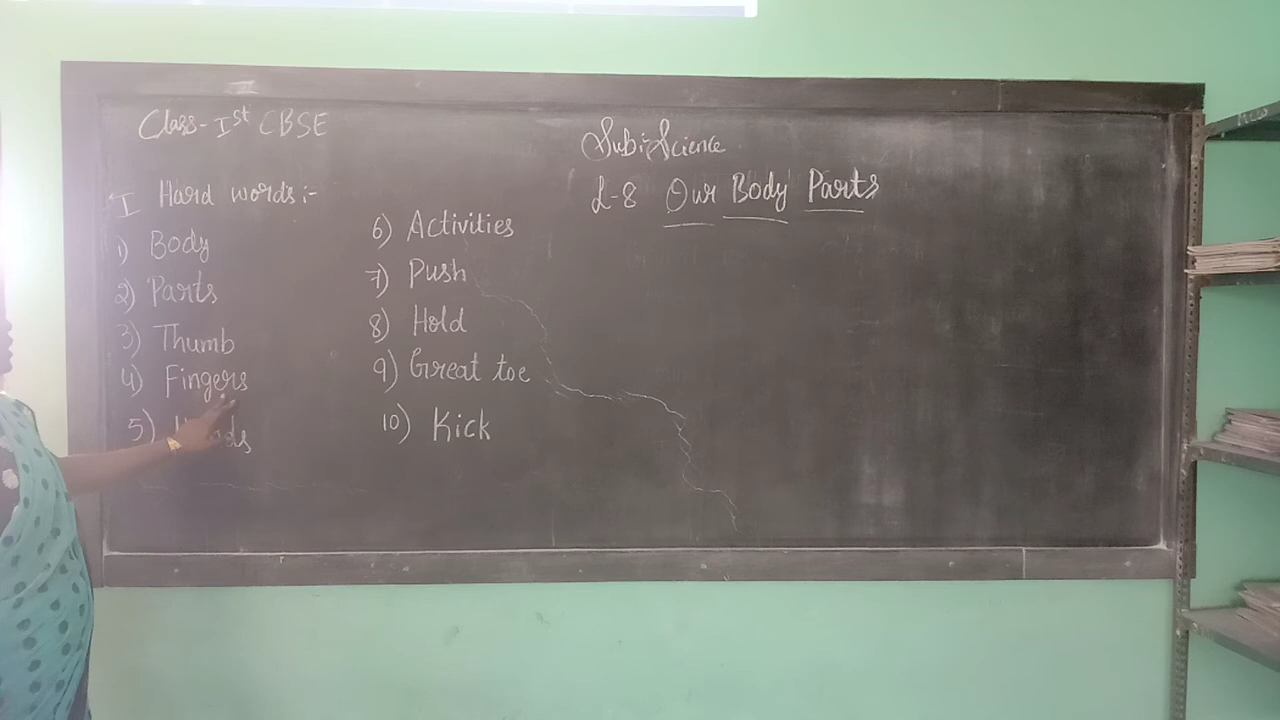 Class - Ist CBSE
Sub:- Science
L-8 Our Body Parts
I Hard words :-
1) Body
2) Parts
3) Thumb
4) Fingers
5)
6) Activities
7) Push
8) Hold
9) Great toe
10) Kick